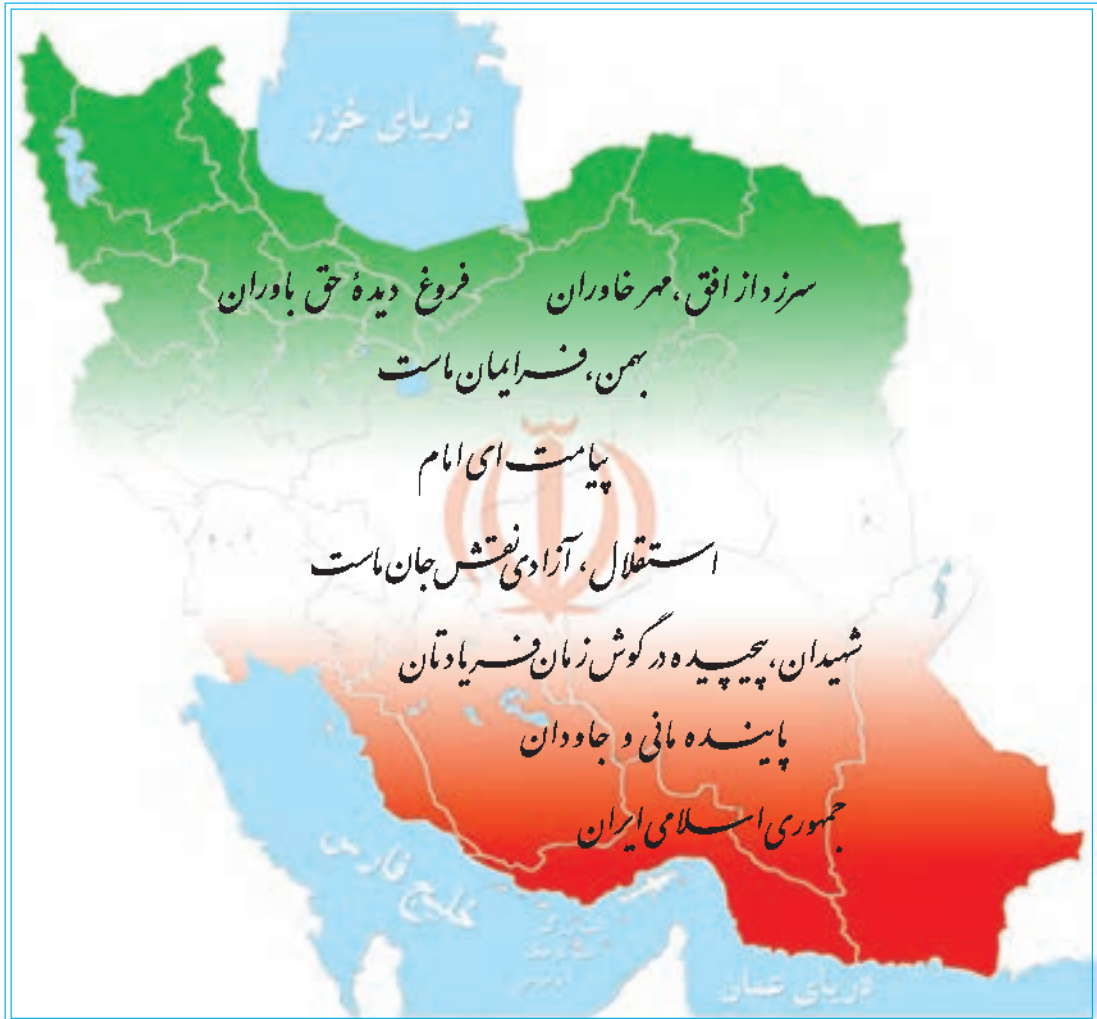 دریای خزر
سرزد از افق، مهر خاوران فروغ دیدهٔ حق باوران
بهمن، فرّ ایمان ماست
پیامت ای امام
استقلال، آزادی نقش جان ماست
شهیدان، پیچیده در گوش زمان فریادتان
پاینده مانی و جاودان
جمهوری اسلامی ایران
خلیج فارس
دریای عمان